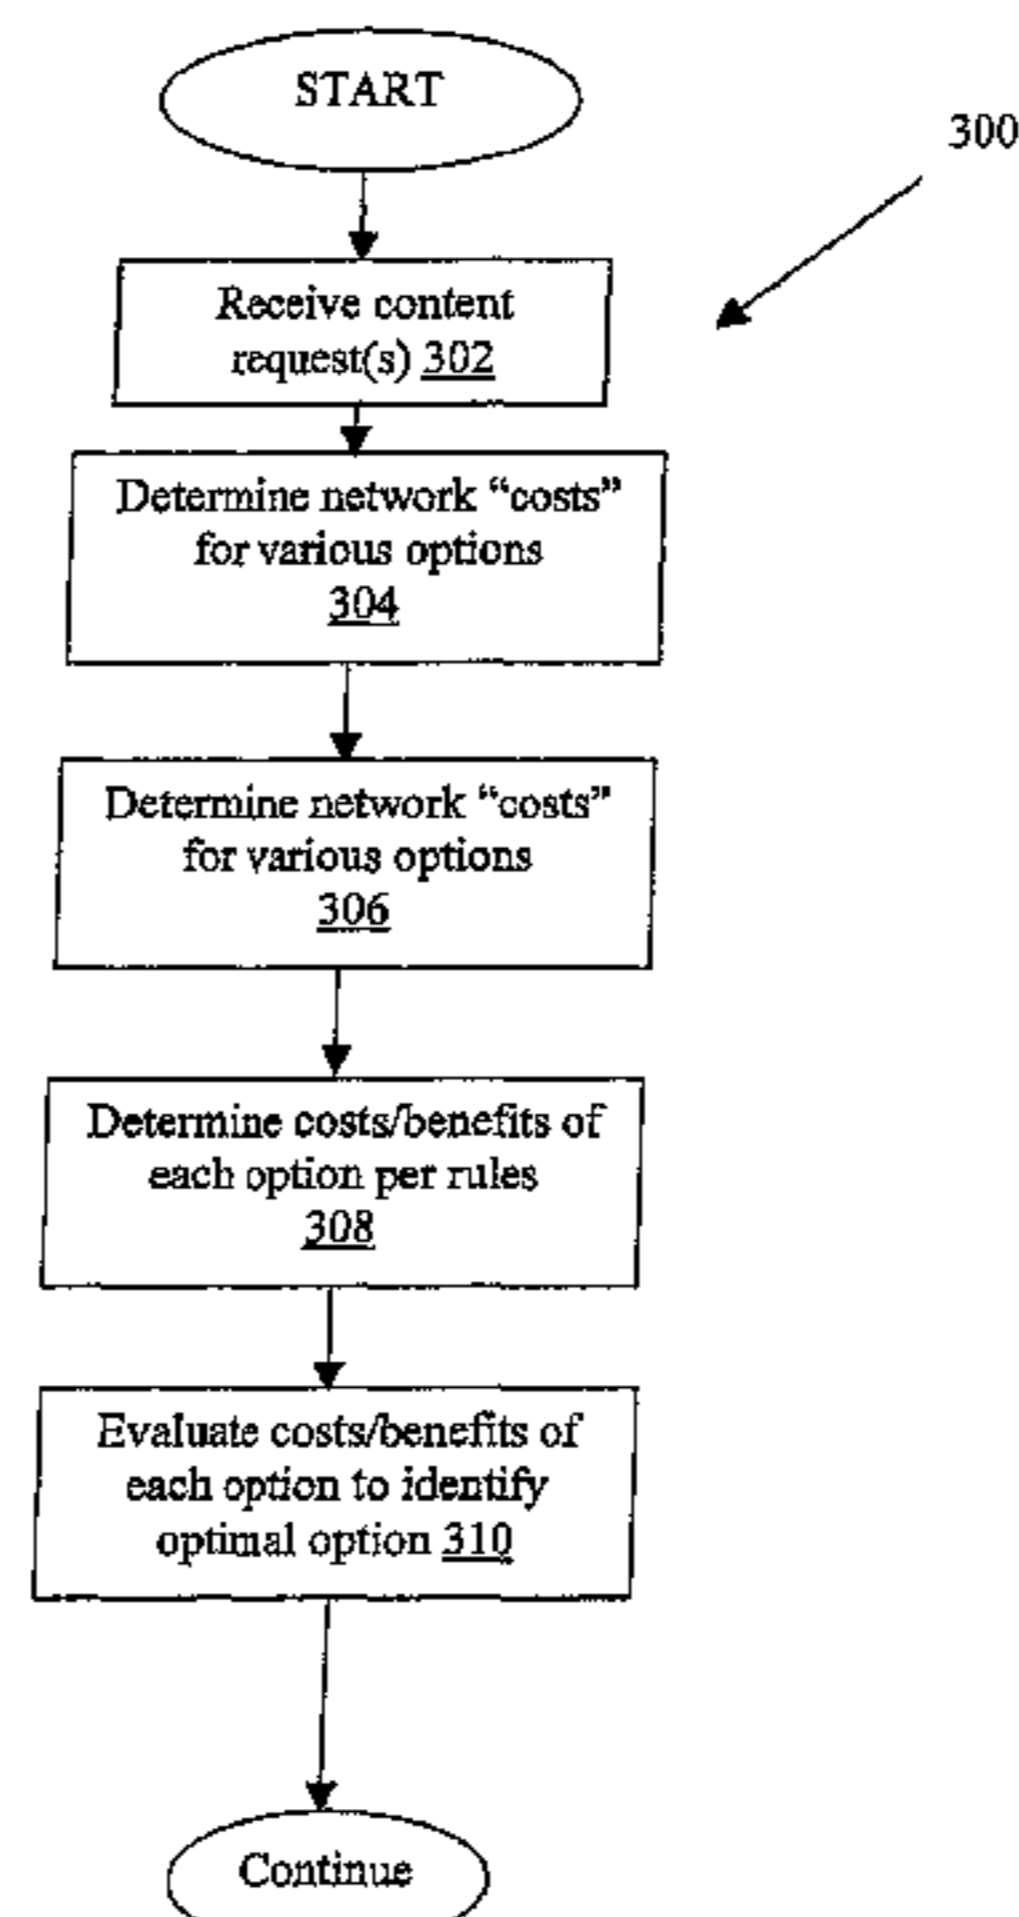 START
300
Receive content
request(s) 302
Determine network “costs”
for various options
304
Determine network “costs”
for various options
306
Determine costs/benefits of
each option per rules
308
Evaluate costs/benefits of
each option to identify
optimal option 310
Continue